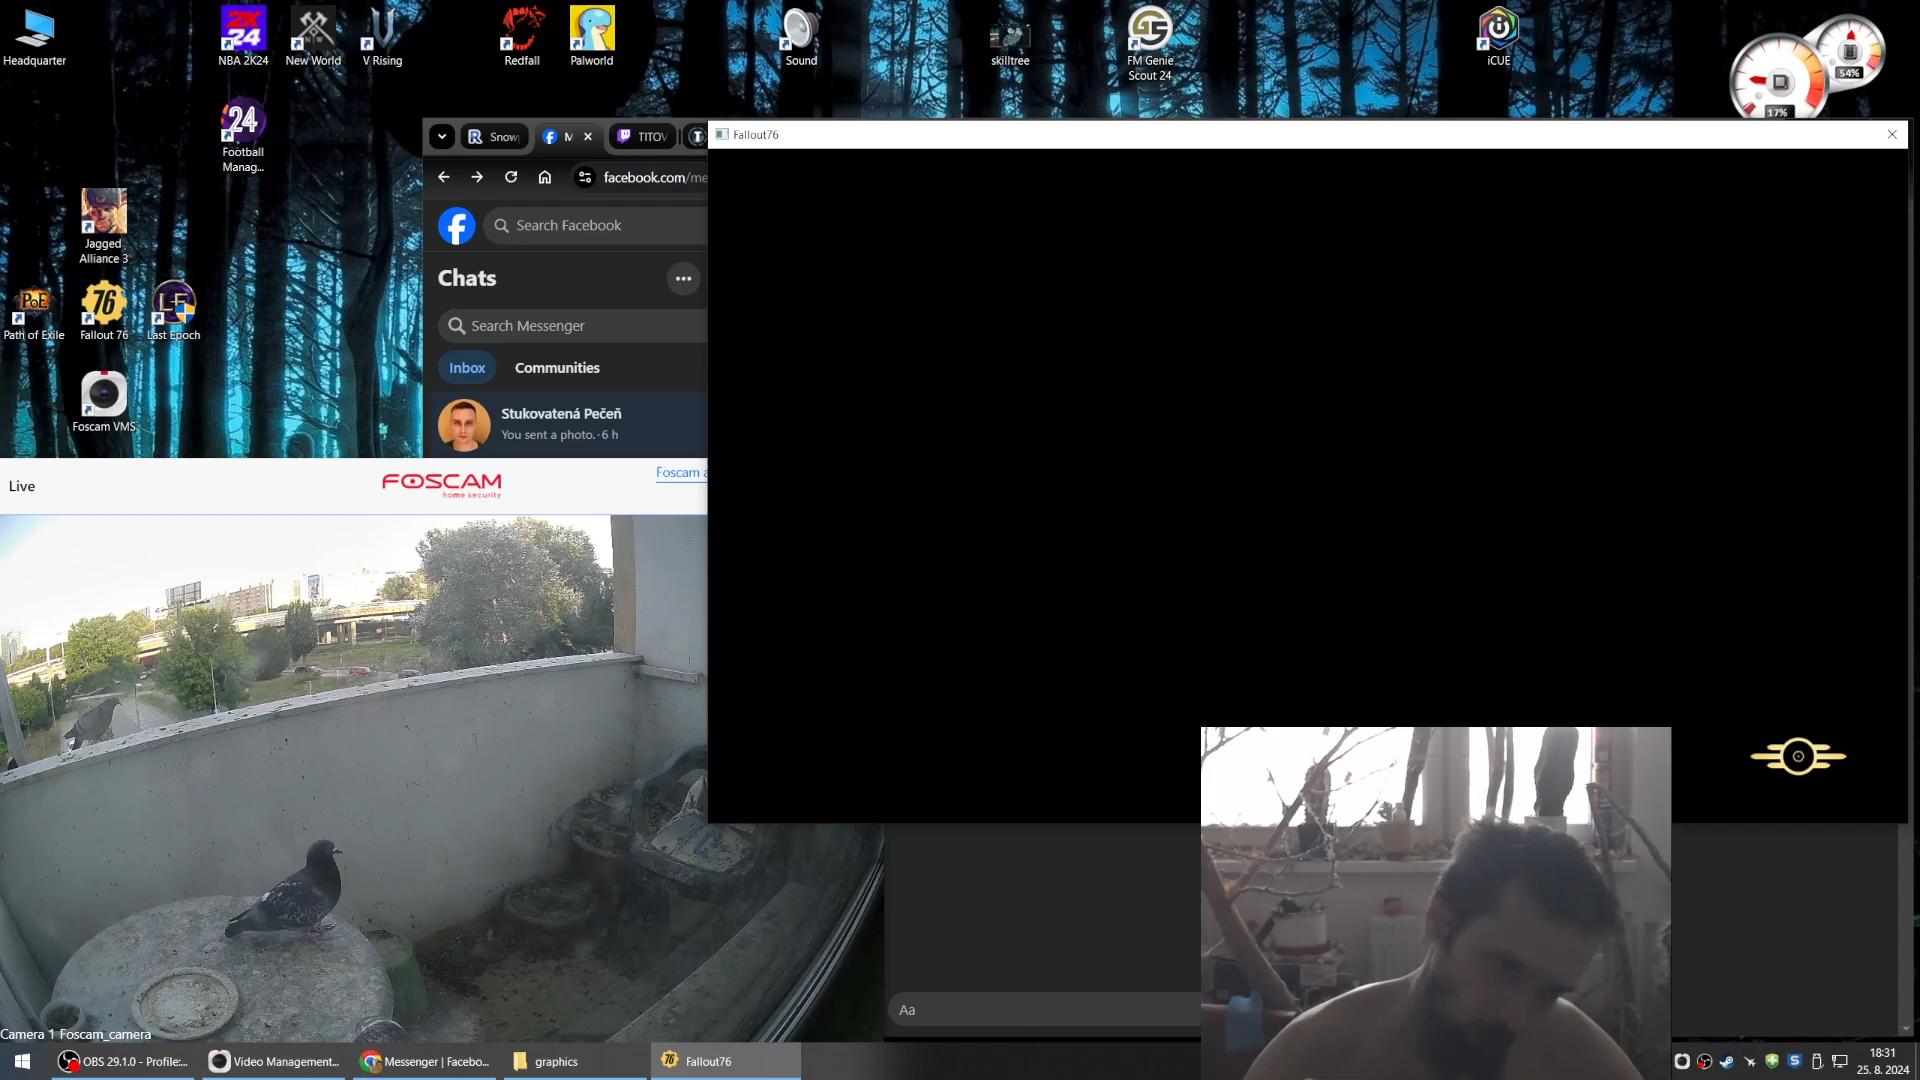 Headquarter
NBA 2K24
New World
V Rising
Redfall
Palworld
Sound
skilltree
FM Genie
Scout 24
iCUE
54%
17%
Football
Manag...
Jagged
Alliance 3
Path of Exile
Fallout 76
Last Epoch
Foscam VMS
Snow
M
TITOV
facebook.com/me
Search Facebook
Chats
Search Messenger
Inbox
Communities
Stukovatená Pečeň
You sent a photo. · 6 h
Fallout76
Live
FOSCAM
home security
Foscam a
Aa
Camera 1 Foscam_camera
OBS 29.1.0 - Profile:...
Video Management...
Messenger | Facebo...
graphics
Fallout76
18:31
25. 8. 2024